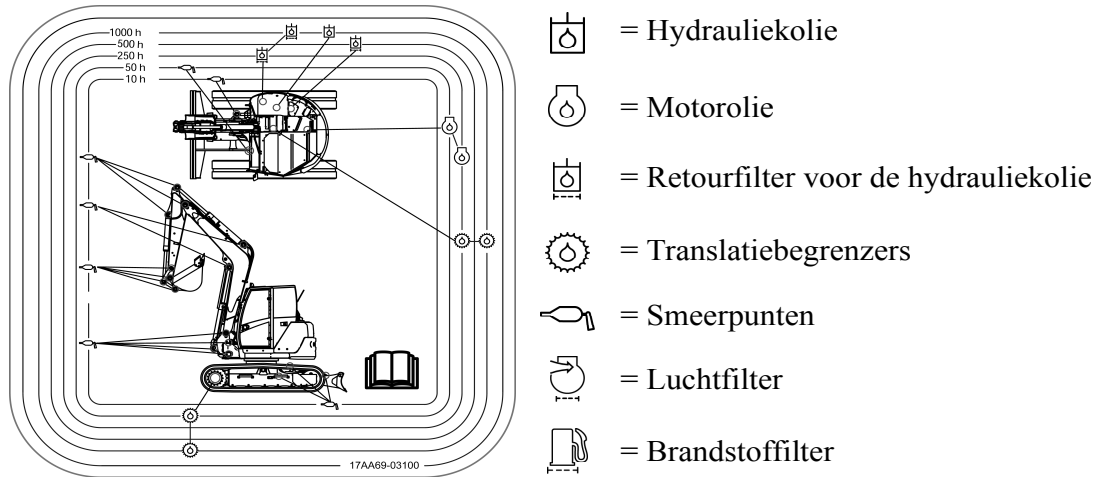 1000 h
500 h
250 h
50 h
10 h
17AA69-03100
= Hydrauliekolie
= Motorolie
= Retourfilter voor de hydrauliekolie
= Translatiebegrenzers
= Smeerpunten
= Luchtfilter
= Brandstoffilter